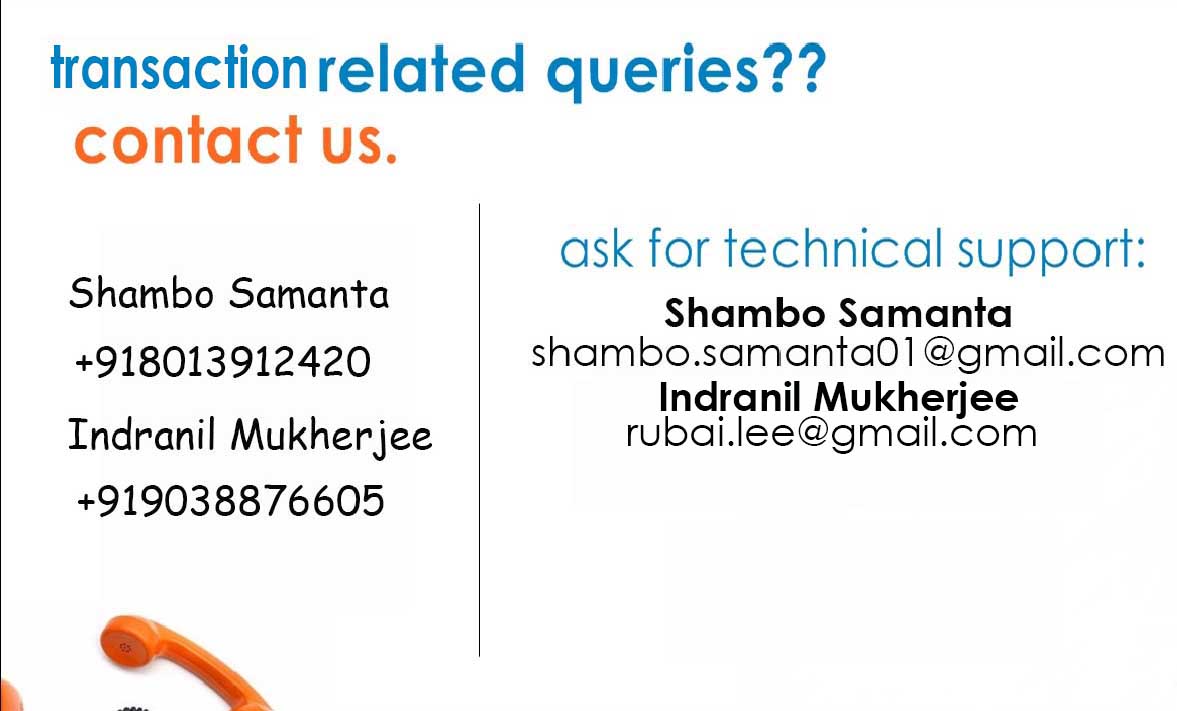 transaction related queries??
contact us.
Shambo Samanta
+918013912420
Indranil Mukherjee
+919038876605
ask for technical support:
Shambo Samanta
shambo.samanta01@gmail.com
Indranil Mukherjee
rubai.lee@gmail.com